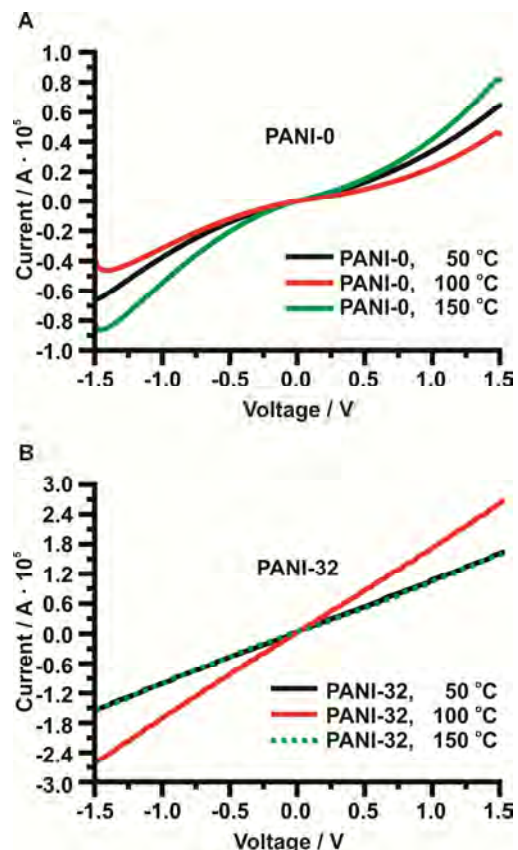 A
1.0
0.8
0.6
0.4
0.2
0.0
-0.2
-0.4
-0.6
-0.8
-1.0
Current / A · 10⁵
PANI-0
PANI-0, 50 °C
PANI-0, 100 °C
PANI-0, 150 °C
-1.5 -1.0 -0.5 0.0 0.5 1.0 1.5
Voltage / V
B
3.0
2.4
1.8
1.2
0.6
0.0
-0.6
-1.2
-1.8
-2.4
-3.0
Current / A · 10⁵
PANI-32
PANI-32, 50 °C
PANI-32, 100 °C
PANI-32, 150 °C
-1.5 -1.0 -0.5 0.0 0.5 1.0 1.5
Voltage / V